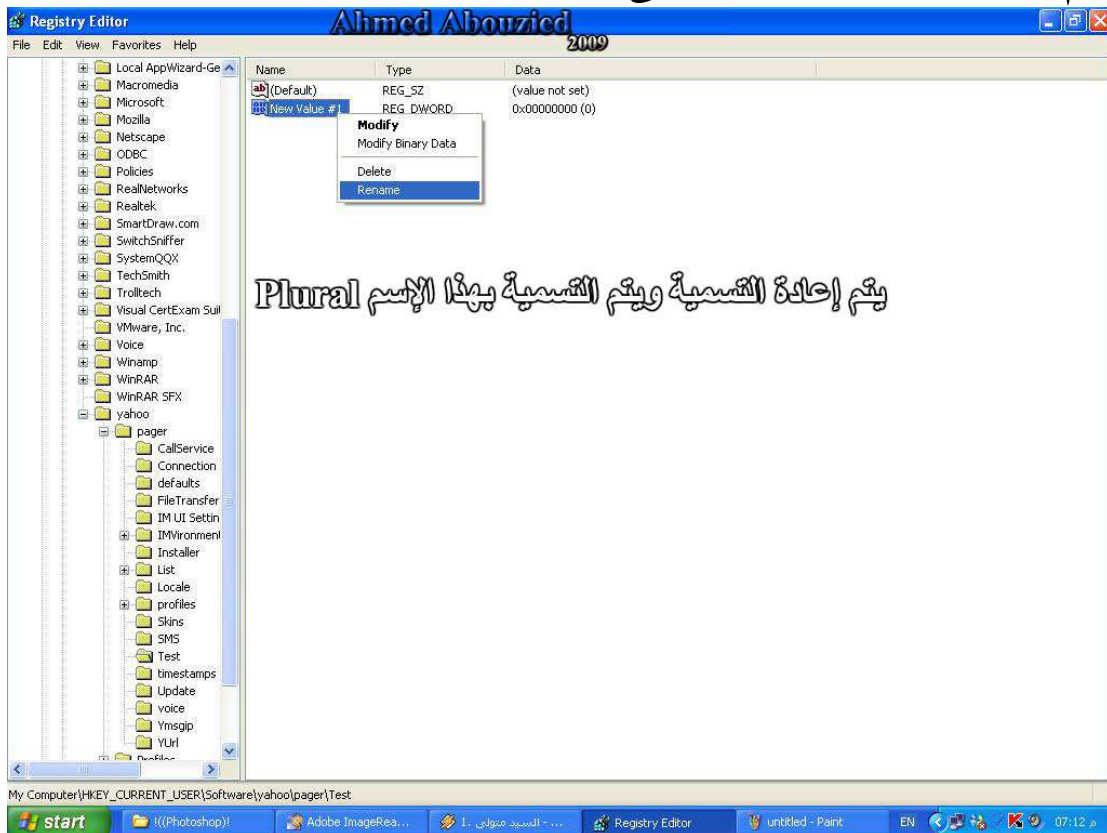 Registry Editor
Ahmed Abouzied
2009
File Edit View Favorites Help
Name Type Data
(Default) REG_SZ (value not set)
New Value #1 REG_DWORD 0x00000000 (0)
Modify
Modify Binary Data
Delete
Rename
يتم إعادة التسمية ويتم التسمية بهذا الإسم Plural
Local AppWizard-Ge
Macromedia
Microsoft
Mozilla
Netscape
ODBC
Policies
RealNetworks
Realtek
SmartDraw.com
SwitchSniffer
SystemQQX
TechSmith
Trolltech
Visual CertExam Sui
VMware, Inc.
Voice
Winamp
WinRAR
WinRAR SFX
yahoo
pager
CallService
Connection
defaults
FileTransfer
IM UI Settin
IMVironment
Installer
List
Locale
profiles
Skins
SMS
Test
timestamps
Update
voice
Ymsgip
YUrl
Profiles
My Computer\HKEY_CURRENT_USER\Software\yahoo\pager\Test
start !((Photoshop)! Adobe ImageRea... ... - السيد متولى .1 Registry Editor untitled - Paint EN 07:12 م